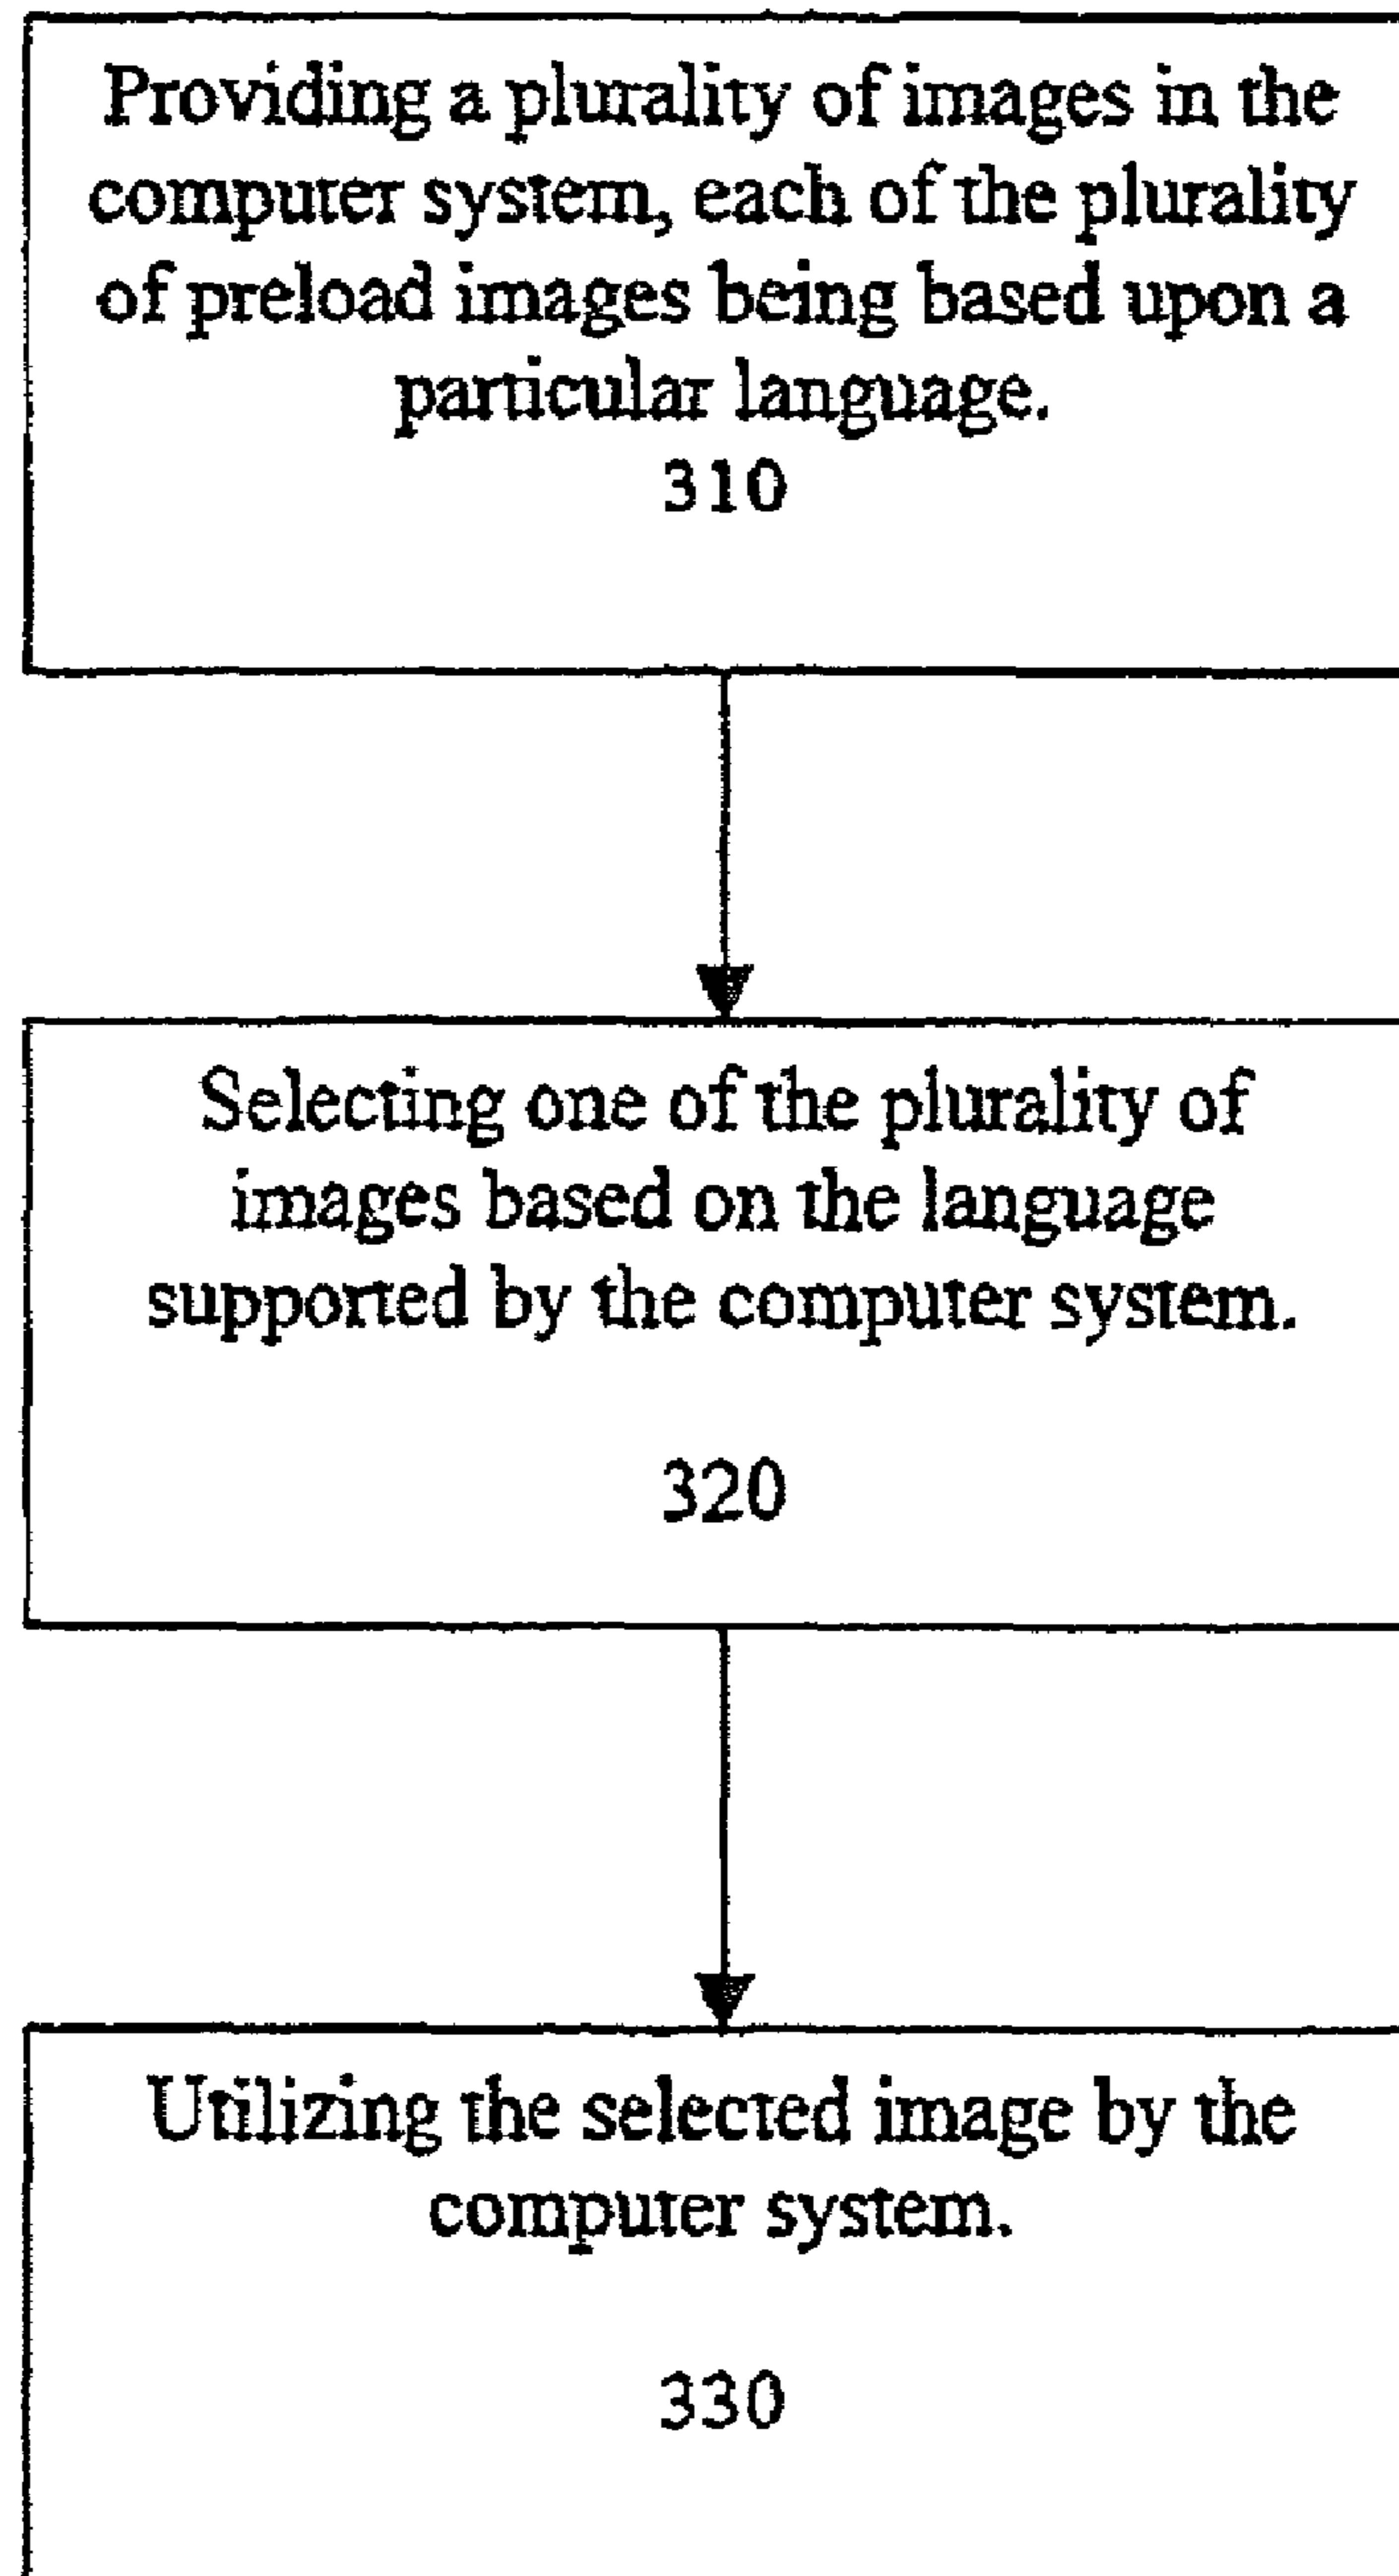 Providing a plurality of images in the
computer system, each of the plurality
of preload images being based upon a
particular language.
310
Selecting one of the plurality of
images based on the language
supported by the computer system.
320
Utilizing the selected image by the
computer system.
330